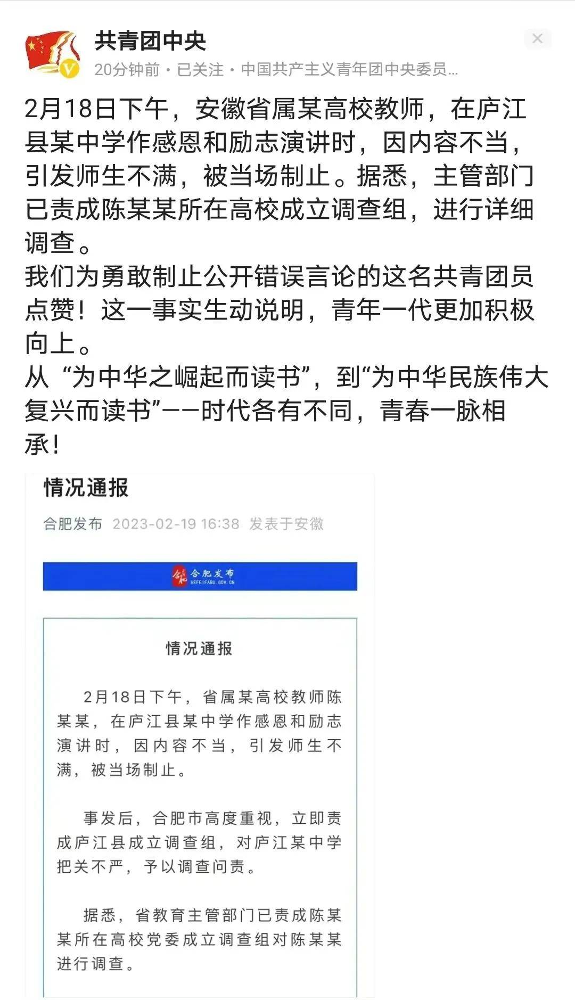 共青团中央
20分钟前·已关注·中国共产主义青年团中央委员...
2月18日下午，安徽省属某高校教师，在庐江
县某中学作感恩和励志演讲时，因内容不当，
引发师生不满，被当场制止。据悉，主管部门
已责成陈某某所在高校成立调查组，进行详细
调查。
我们为勇敢制止公开错误言论的这名共青团员
点赞！这一事实生动说明，青年一代更加积极
向上。
从“为中华之崛起而读书”，到“为中华民族伟大
复兴而读书”——时代各有不同，青春一脉相
承！
情况通报
合肥发布 2023-02-19 16:38 发表于安徽
合肥发布
HEFEIFABU.GOV.CN
情况通报
2月18日下午，省属某高校教师陈
某某，在庐江县某中学作感恩和励志
演讲时，因内容不当，引发师生不
满，被当场制止。
事发后，合肥市高度重视，立即责
成庐江县成立调查组，对庐江某中学
把关不严，予以调查问责。
据悉，省教育主管部门已责成陈某
某所在高校党委成立调查组对陈某某
进行调查。